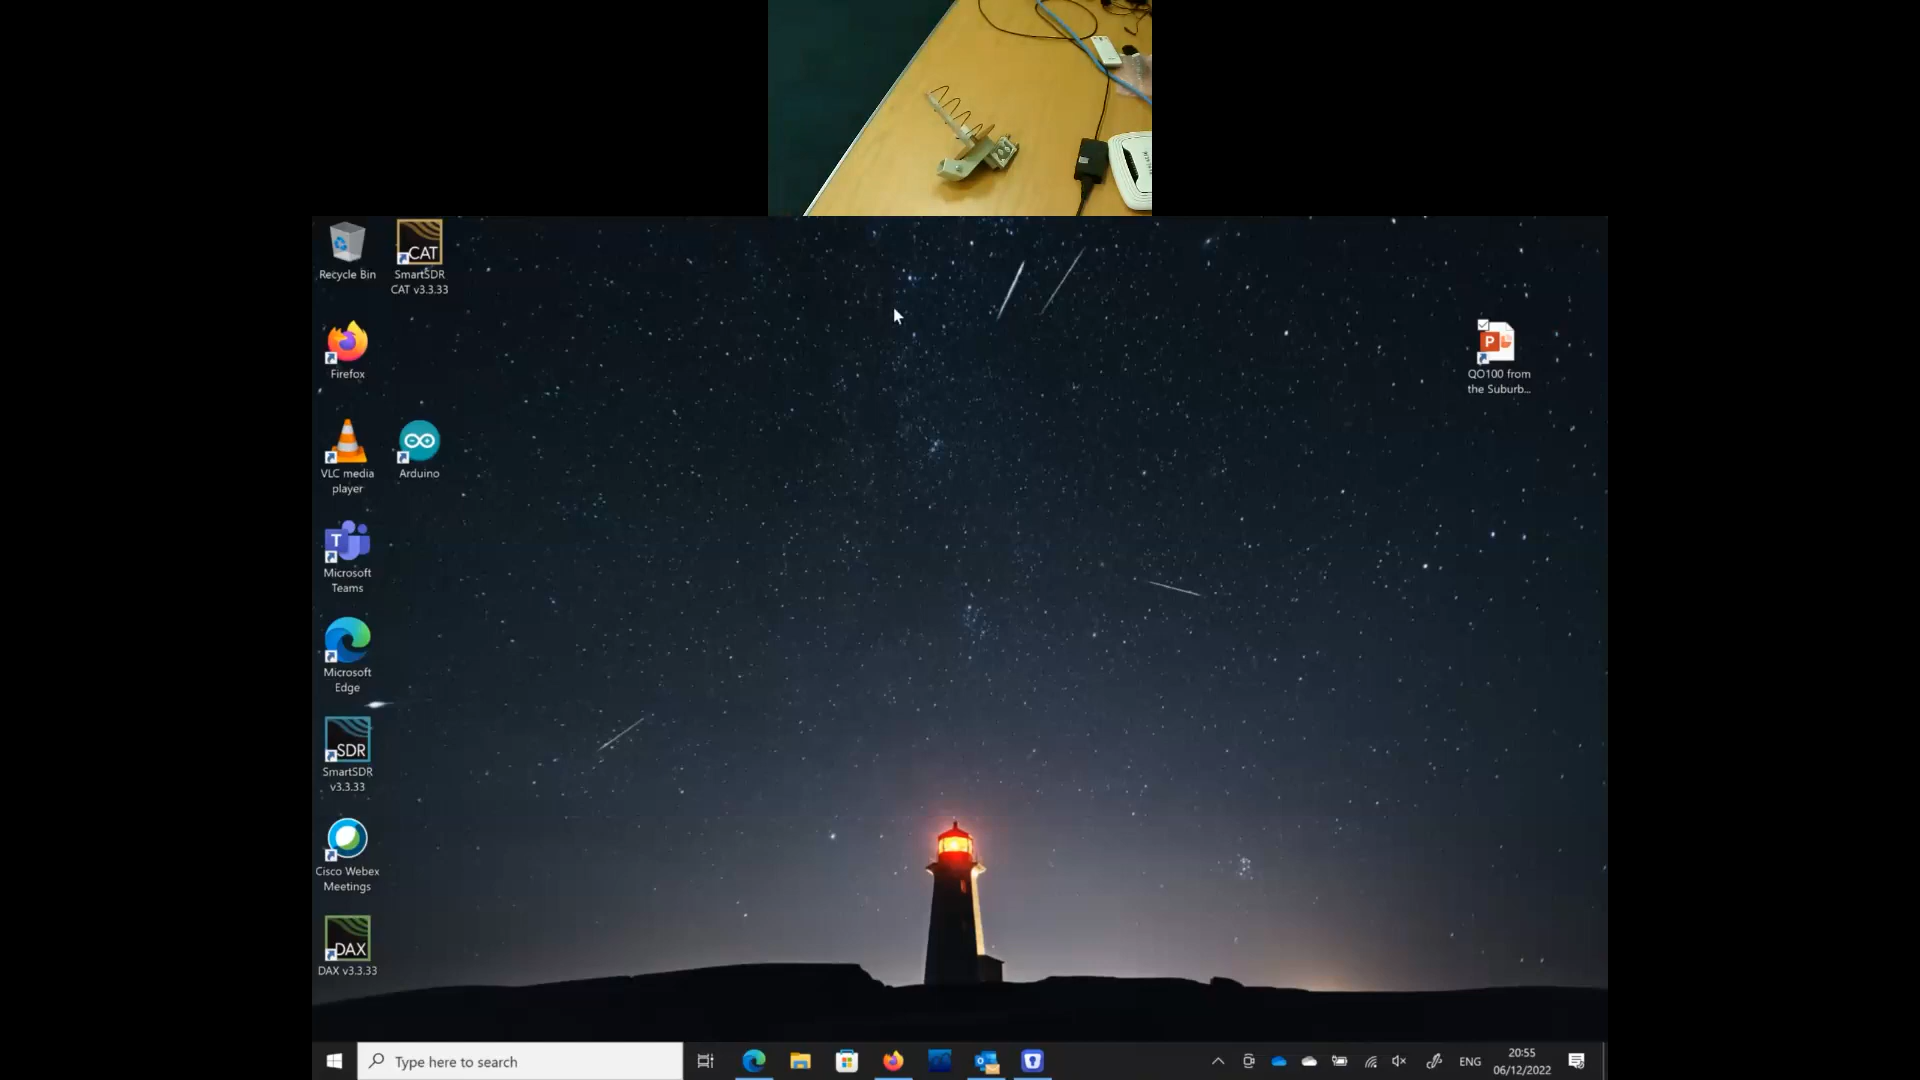 Recycle Bin
CAT
SmartSDR
CAT v3.3.33
Firefox
P
QO100 from
the Suburb...
VLC media
player
Arduino
T
Microsoft
Teams
Microsoft
Edge
SDR
SmartSDR
v3.3.33
Cisco Webex
Meetings
DAX
DAX v3.3.33
Type here to search
ENG
20:55
06/12/2022